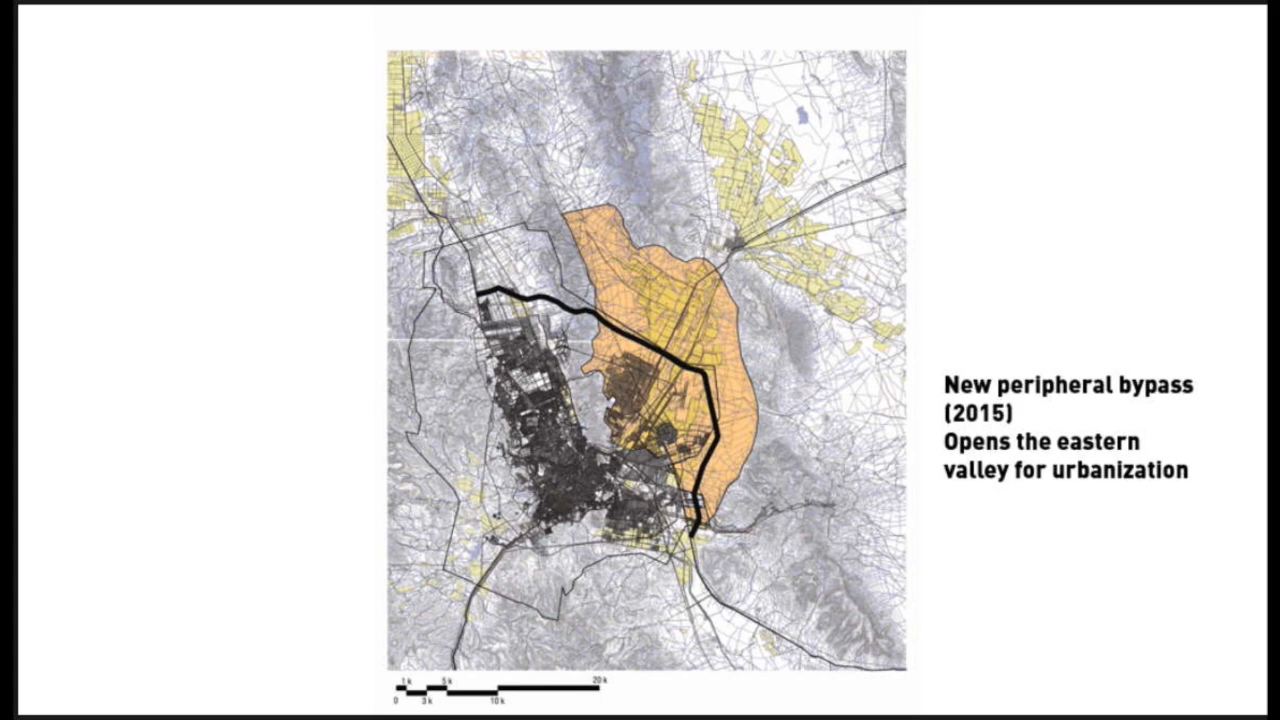 New peripheral bypass
(2015)
Opens the eastern
valley for urbanization
1 k 5 k 20 k
0 3 k 10 k